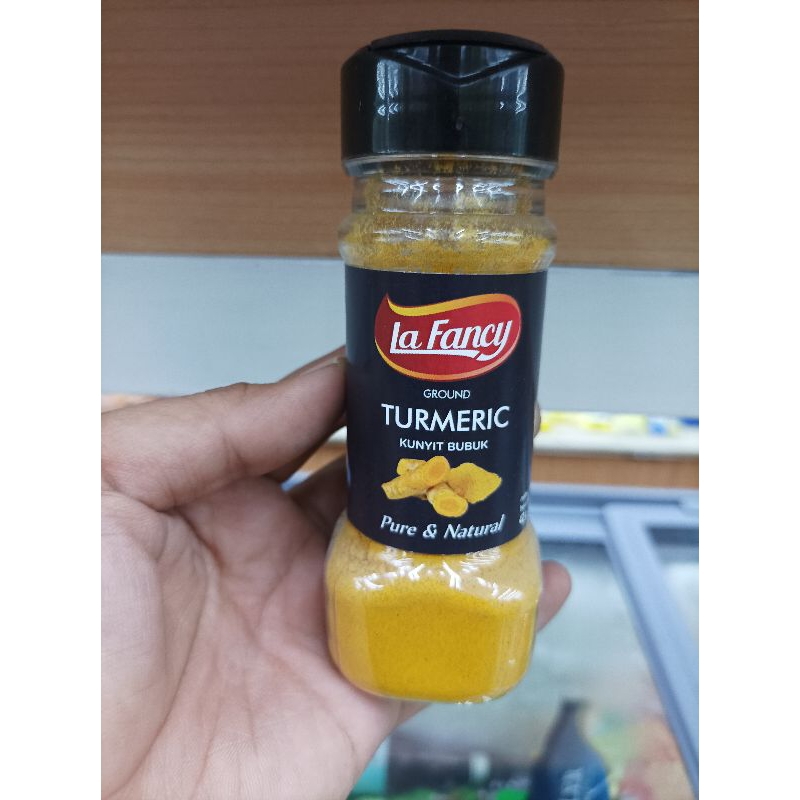 La Fancy
GROUND
TURMERIC
KUNYIT BUBUK
Pure & Natural